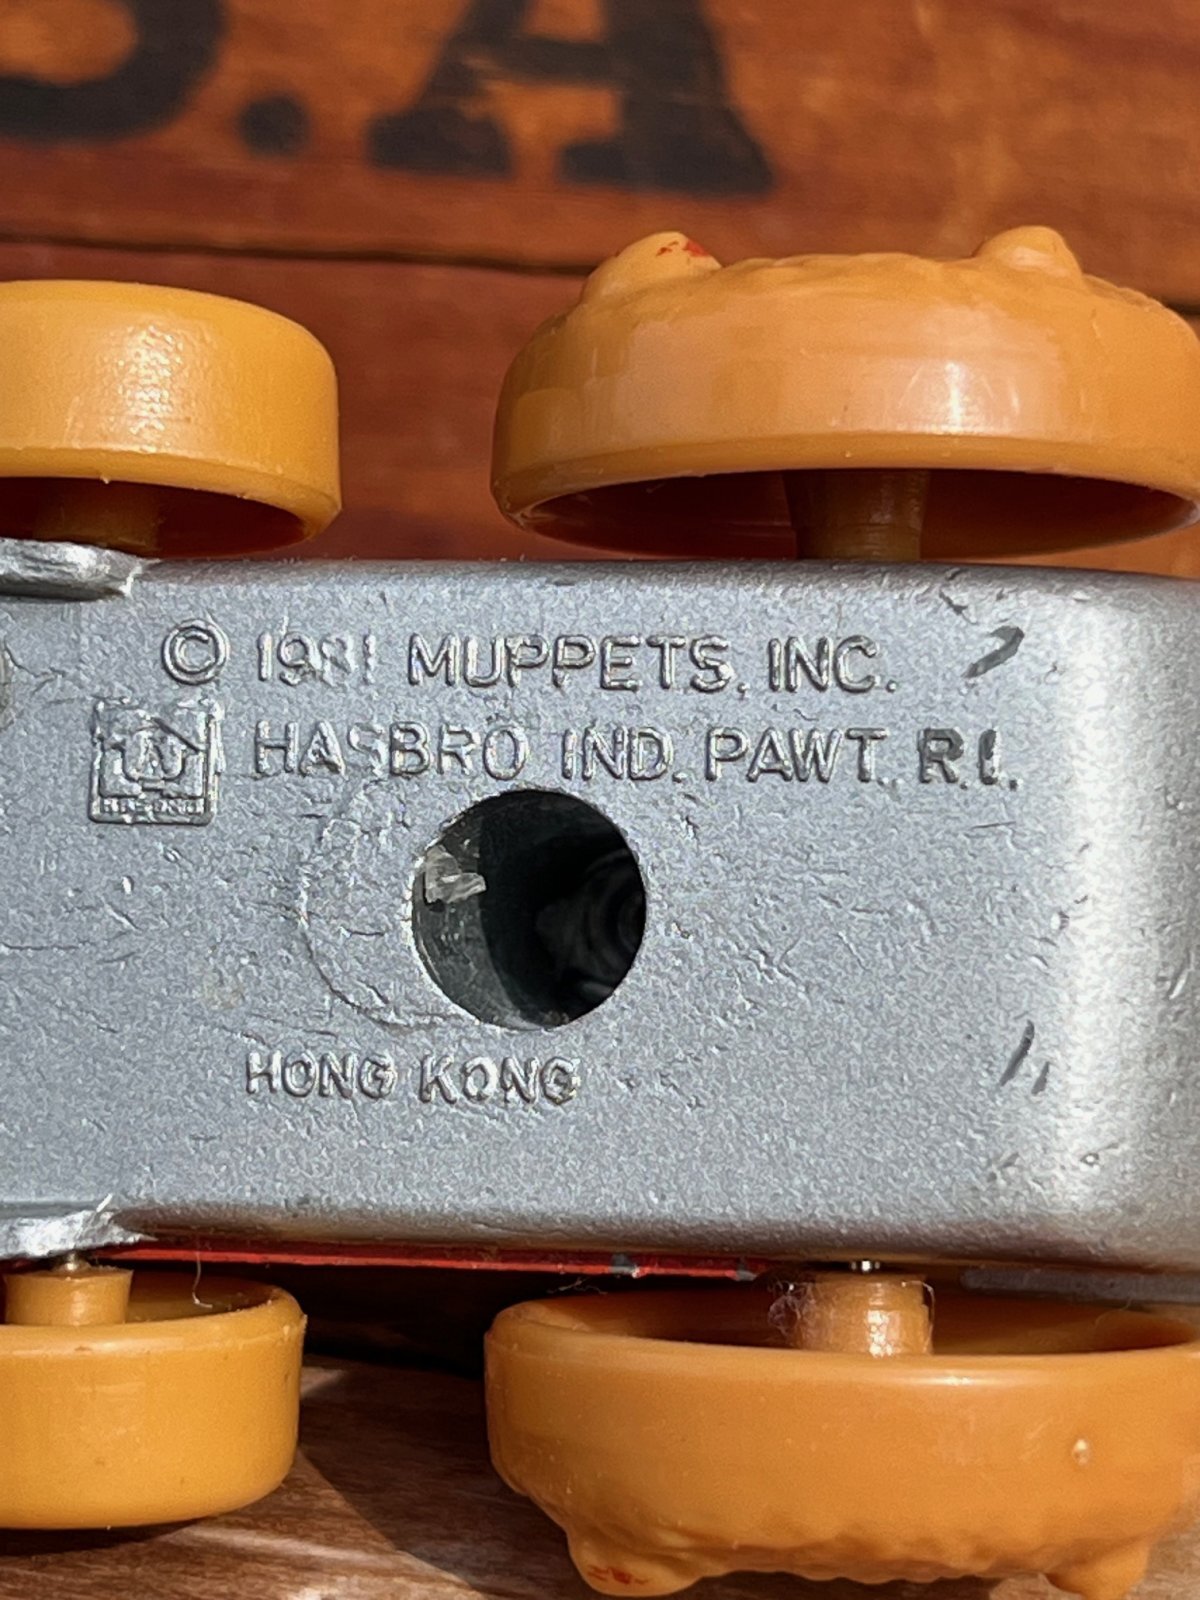 S.A
© 1981 MUPPETS, INC.
HASBRO IND. PAWT. R.I.
HONG KONG